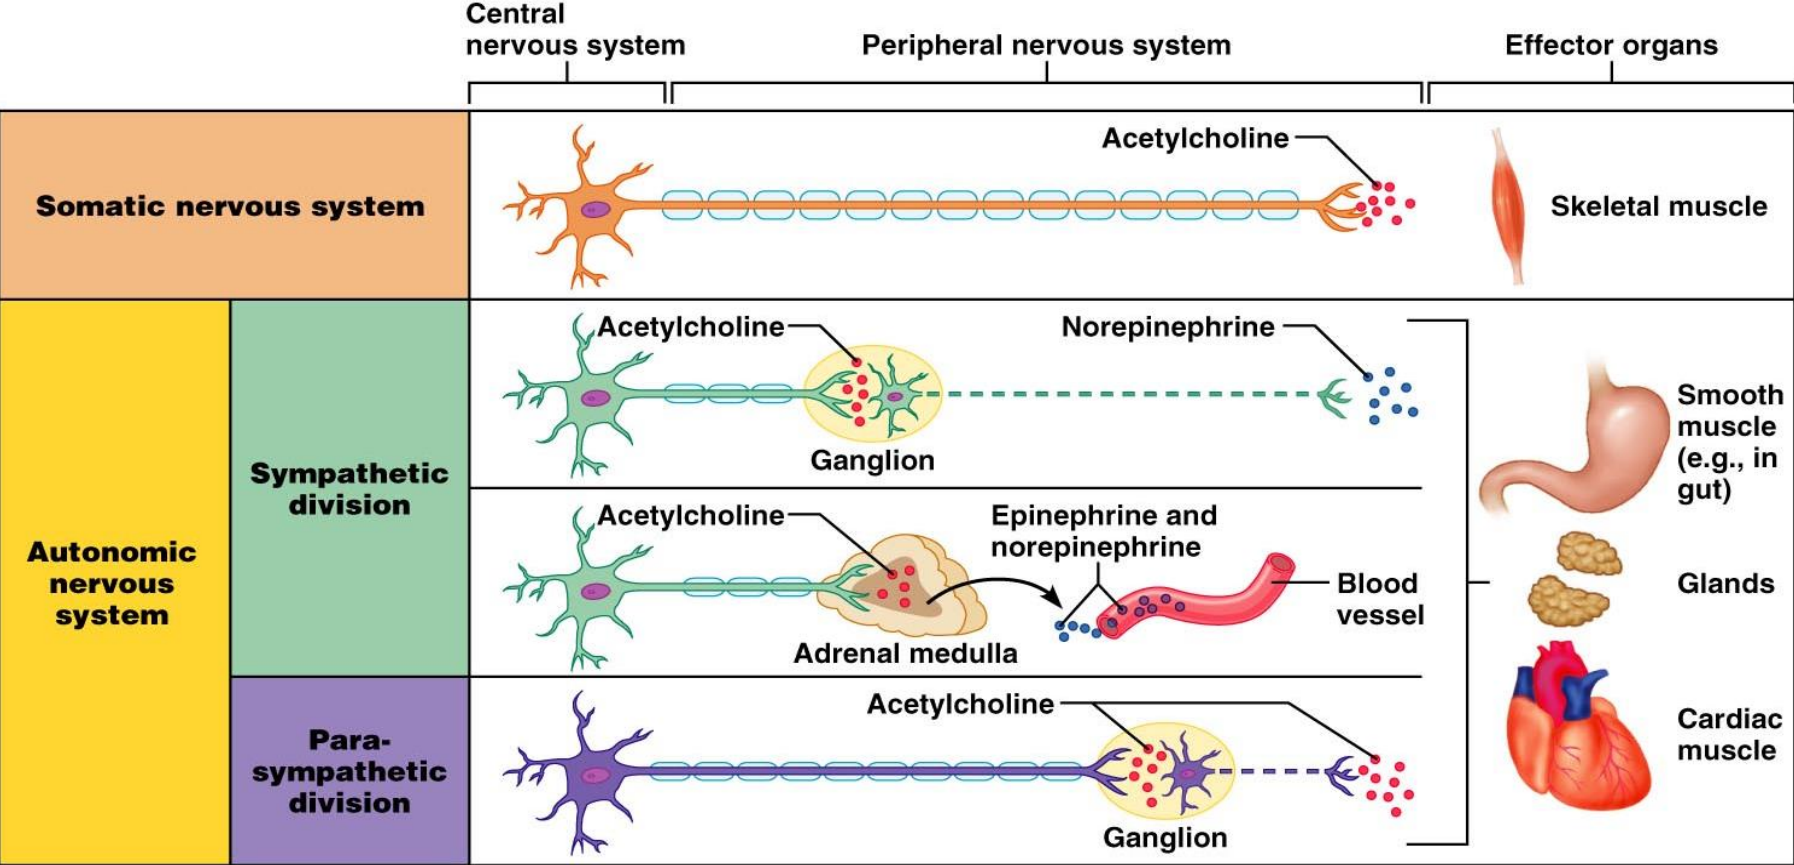 Central
nervous system
Peripheral nervous system
Effector organs
Somatic nervous system
Acetylcholine
Skeletal muscle
Autonomic
nervous
system
Sympathetic
division
Acetylcholine
Ganglion
Norepinephrine
Acetylcholine
Adrenal medulla
Epinephrine and
norepinephrine
Blood
vessel
Para-
sympathetic
division
Acetylcholine
Ganglion
Smooth
muscle
(e.g., in
gut)
Glands
Cardiac
muscle